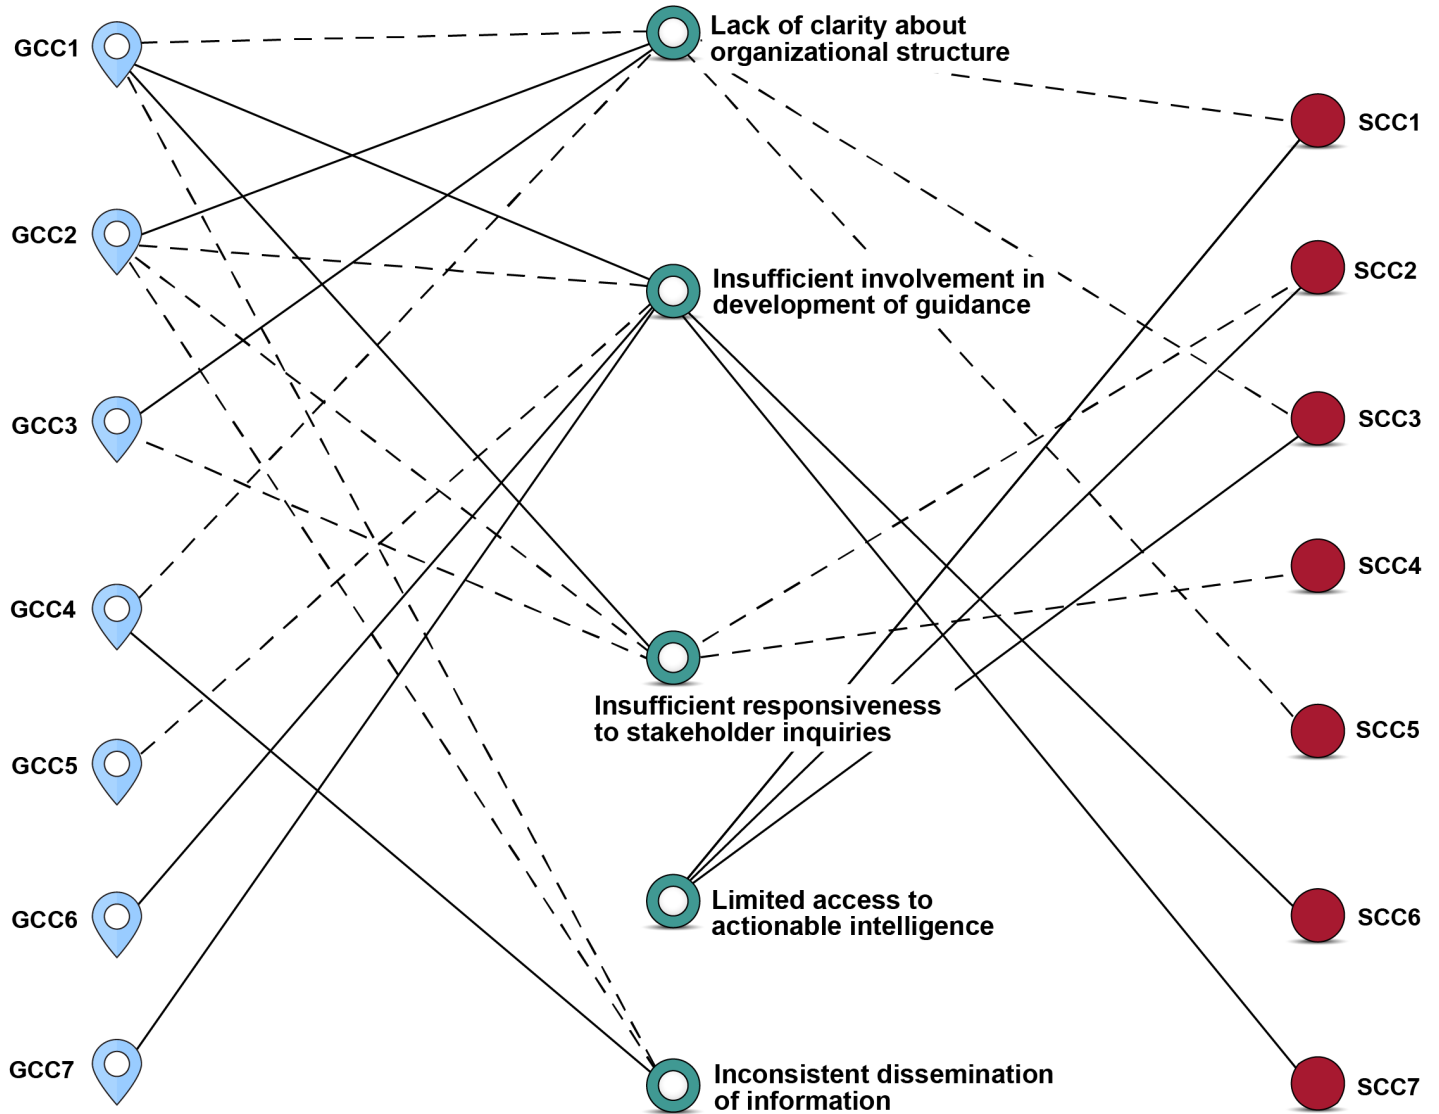 GCC1
GCC2
GCC3
GCC4
GCC5
GCC6
GCC7
Lack of clarity about
organizational structure
Insufficient involvement in
development of guidance
Insufficient responsiveness
to stakeholder inquiries
Limited access to
actionable intelligence
Inconsistent dissemination
of information
SCC1
SCC2
SCC3
SCC4
SCC5
SCC6
SCC7